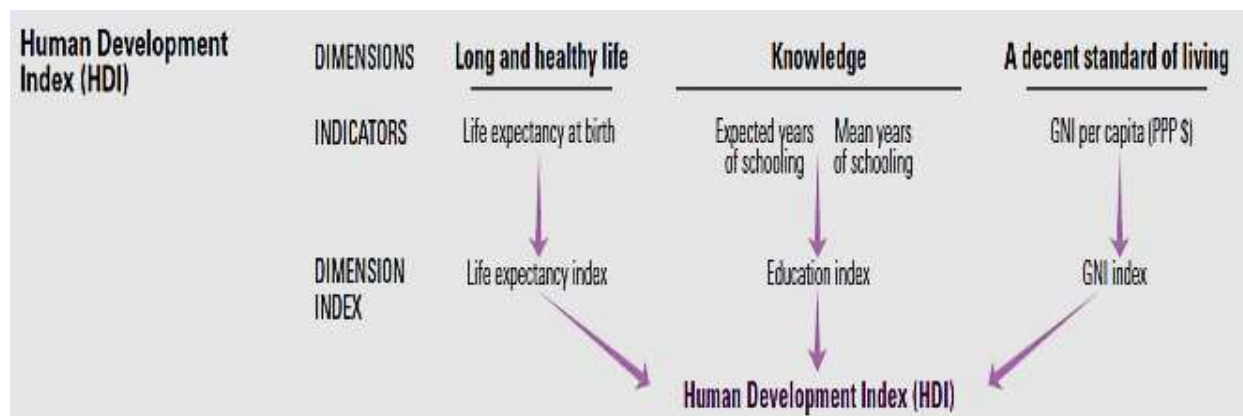 Human Development
Index (HDI)
DIMENSIONS
Long and healthy life
Knowledge
A decent standard of living
INDICATORS
Life expectancy at birth
Expected years
of schooling
Mean years
of schooling
GNI per capita (PPP $)
DIMENSION
INDEX
Life expectancy index
Education index
GNI index
Human Development Index (HDI)